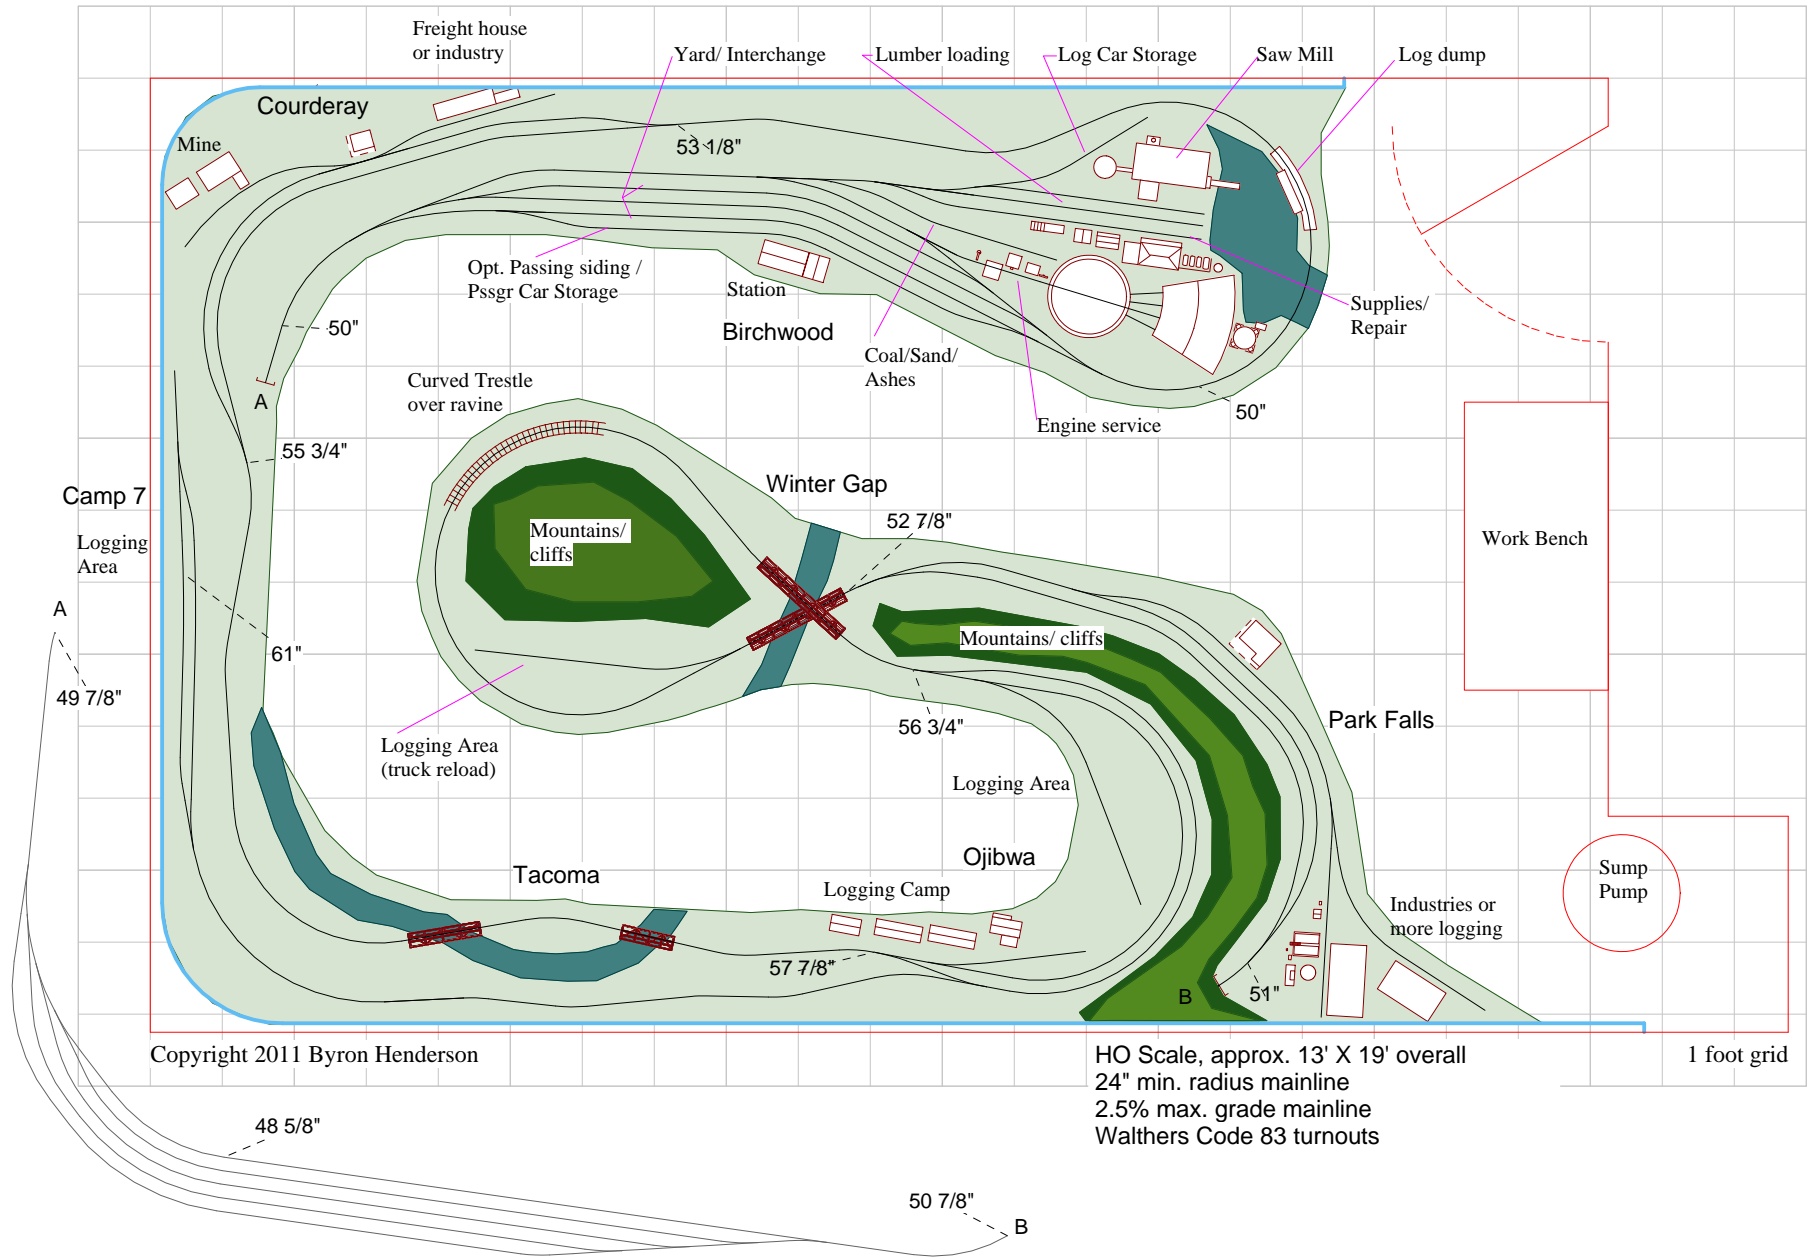 Freight house
or industry
Yard/ Interchange
Lumber loading
Log Car Storage
Saw Mill
Log dump
Courderay
Mine
53 1/8"
Opt. Passing siding /
Pssgr Car Storage
Station
Birchwood
50"
Supplies/
Repair
Coal/Sand/
Ashes
Curved Trestle
over ravine
A
50"
Engine service
55 3/4"
Camp 7
Winter Gap
52 7/8"
Logging
Area
Mountains/
cliffs
Work Bench
A
Mountains/ cliffs
61"
49 7/8"
56 3/4"
Park Falls
Logging Area
(truck reload)
Logging Area
Ojibwa
Tacoma
Logging Camp
Sump
Pump
Industries or
more logging
57 7/8"
B
51"
Copyright 2011 Byron Henderson
HO Scale, approx. 13' X 19' overall
24" min. radius mainline
2.5% max. grade mainline
Walthers Code 83 turnouts
1 foot grid
48 5/8"
50 7/8"
B